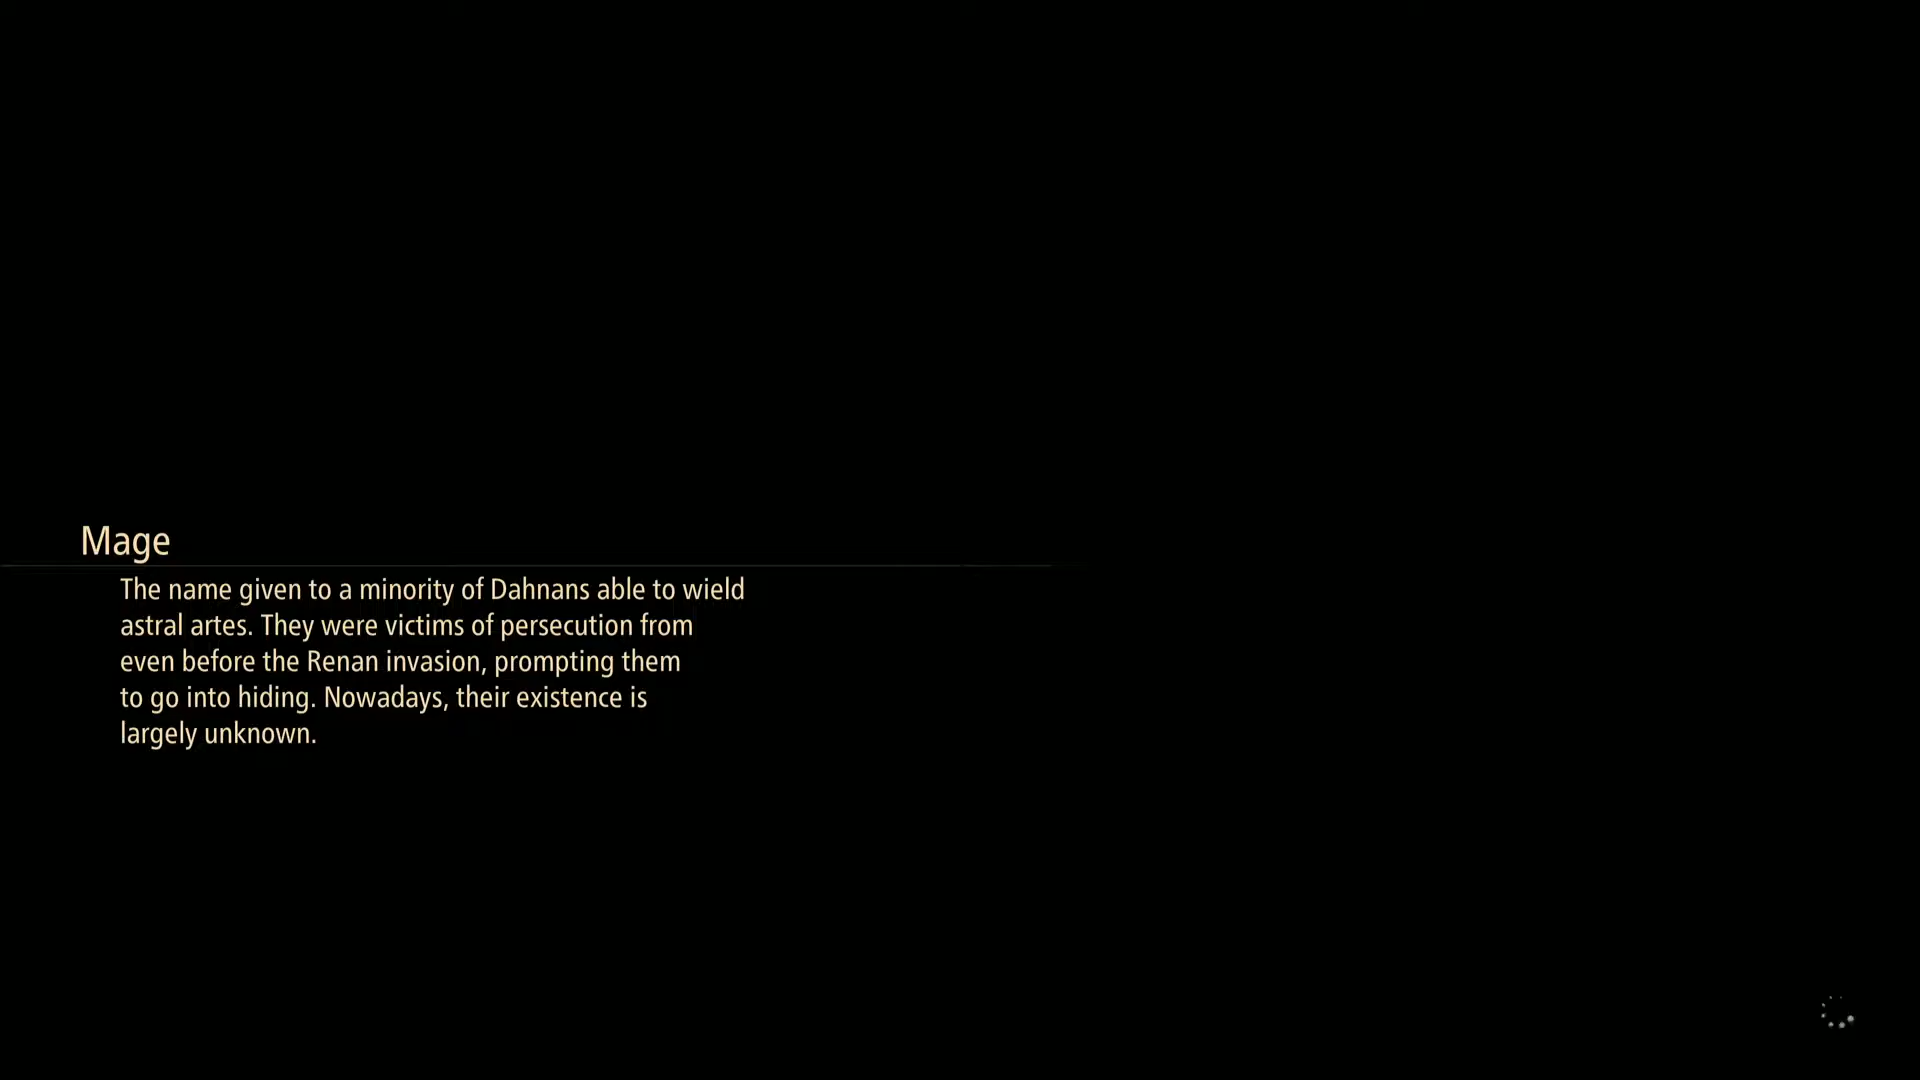 Mage
The name given to a minority of Dahnans able to wield
astral artes. They were victims of persecution from
even before the Renan invasion, prompting them
to go into hiding. Nowadays, their existence is
largely unknown.